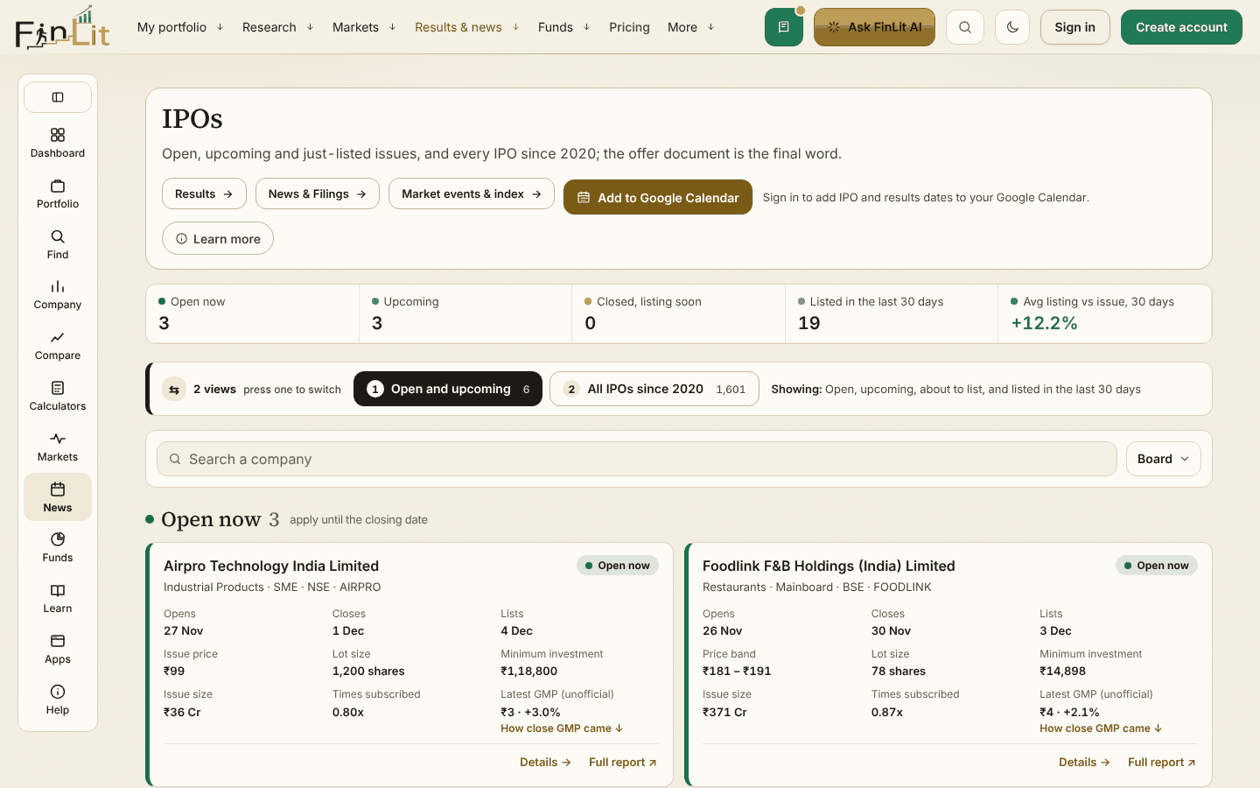 FinLit
My portfolio ↓ Research ↓ Markets ↓ Results & news ↓ Funds ↓ Pricing More ↓ Ask FinLit AI Sign in Create account
Dashboard
Portfolio
Find
Company
Compare
Calculators
Markets
News
Funds
Learn
Apps
Help
IPOs
Open, upcoming and just-listed issues, and every IPO since 2020; the offer document is the final word.
Results → News & Filings → Market events & index → Add to Google Calendar Sign in to add IPO and results dates to your Google Calendar.
Learn more
Open now Upcoming Closed, listing soon Listed in the last 30 days Avg listing vs issue, 30 days
3 3 0 19 +12.2%
⇆ 2 views press one to switch 1 Open and upcoming 6 2 All IPOs since 2020 1,601 Showing: Open, upcoming, about to list, and listed in the last 30 days
Search a company Board
Open now 3 apply until the closing date
Airpro Technology India Limited Open now
Industrial Products · SME · NSE · AIRPRO
Opens Closes Lists
27 Nov 1 Dec 4 Dec
Issue price Lot size Minimum investment
₹99 1,200 shares ₹1,18,800
Issue size Times subscribed Latest GMP (unofficial)
₹36 Cr 0.80x ₹3 · +3.0%
How close GMP came ↓
Details → Full report ↗
Foodlink F&B Holdings (India) Limited Open now
Restaurants · Mainboard · BSE · FOODLINK
Opens Closes Lists
26 Nov 30 Nov 3 Dec
Price band Lot size Minimum investment
₹181 – ₹191 78 shares ₹14,898
Issue size Times subscribed Latest GMP (unofficial)
₹371 Cr 0.87x ₹4 · +2.1%
How close GMP came ↓
Details → Full report ↗